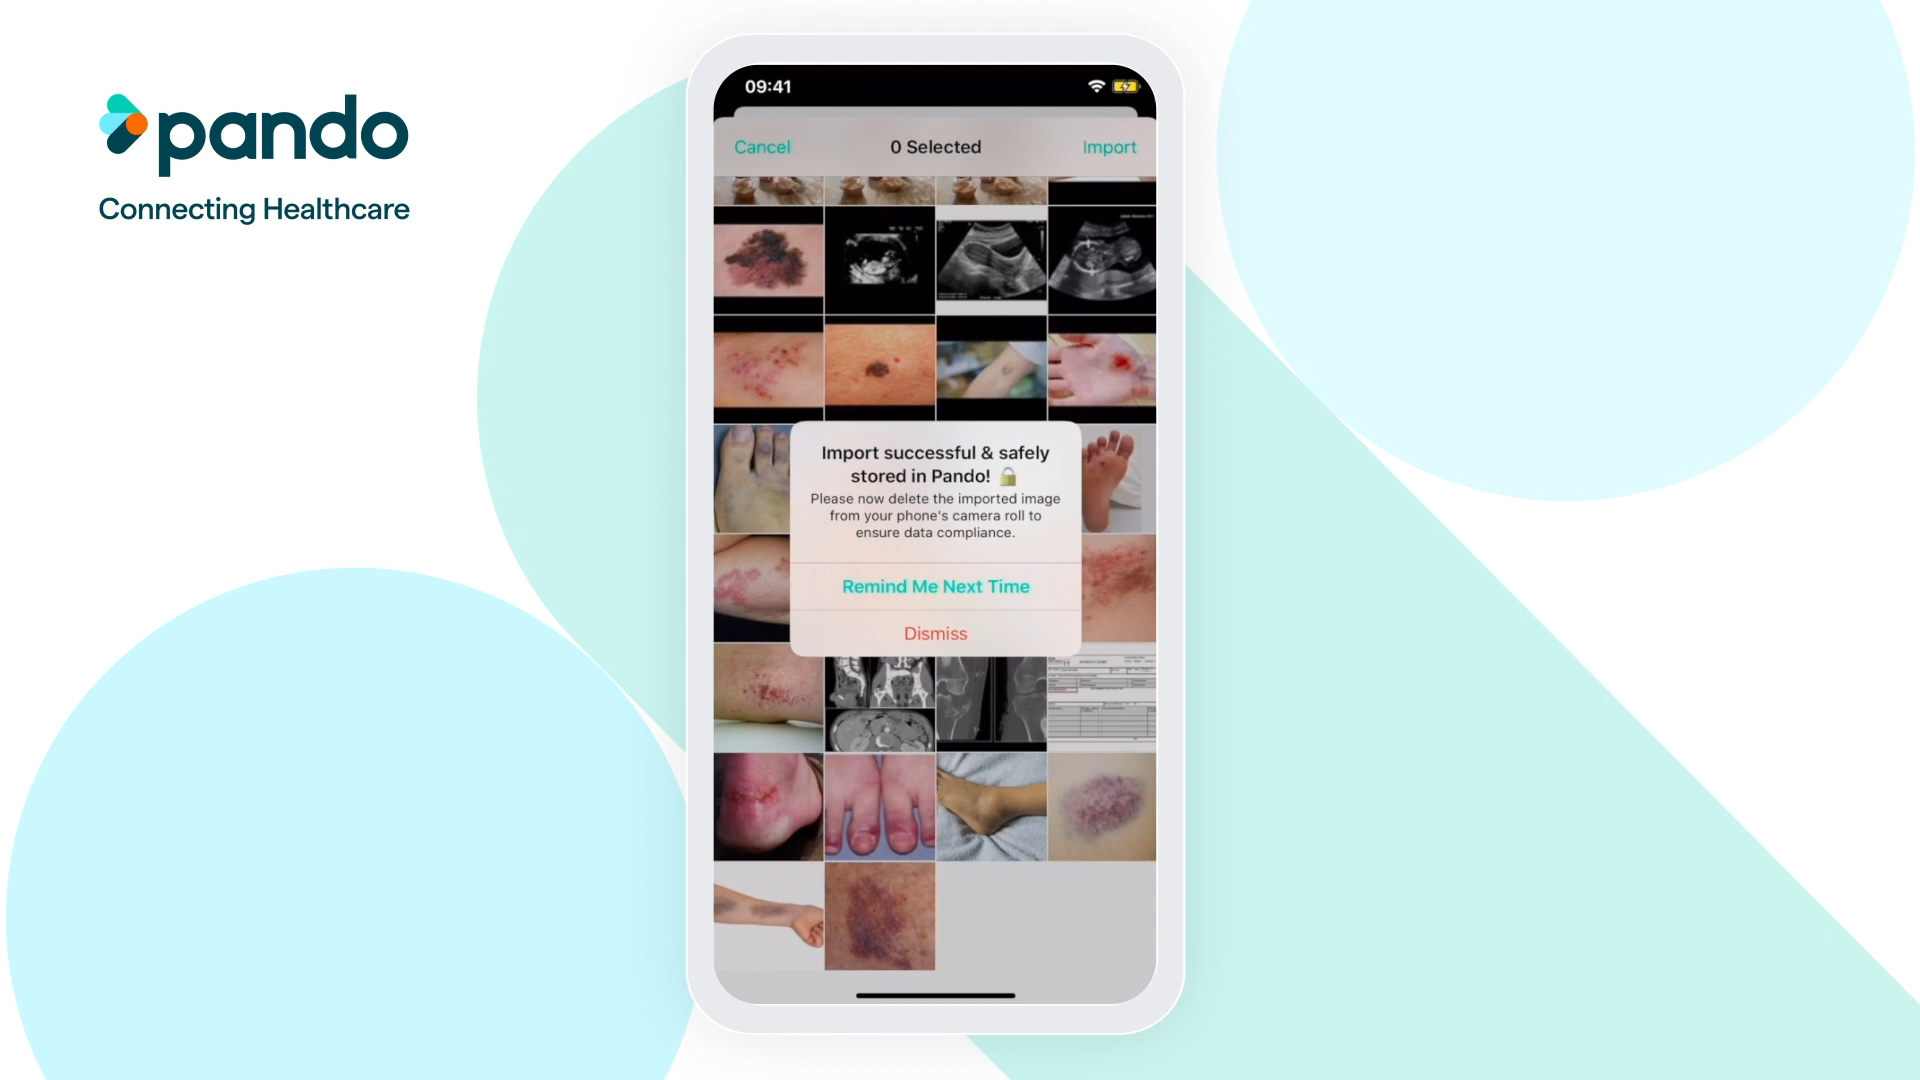 pando
Connecting Healthcare
09:41
Cancel
0 Selected
Import
Import successful & safely
stored in Pando! 🔒
Please now delete the imported image
from your phone's camera roll to
ensure data compliance.
Remind Me Next Time
Dismiss